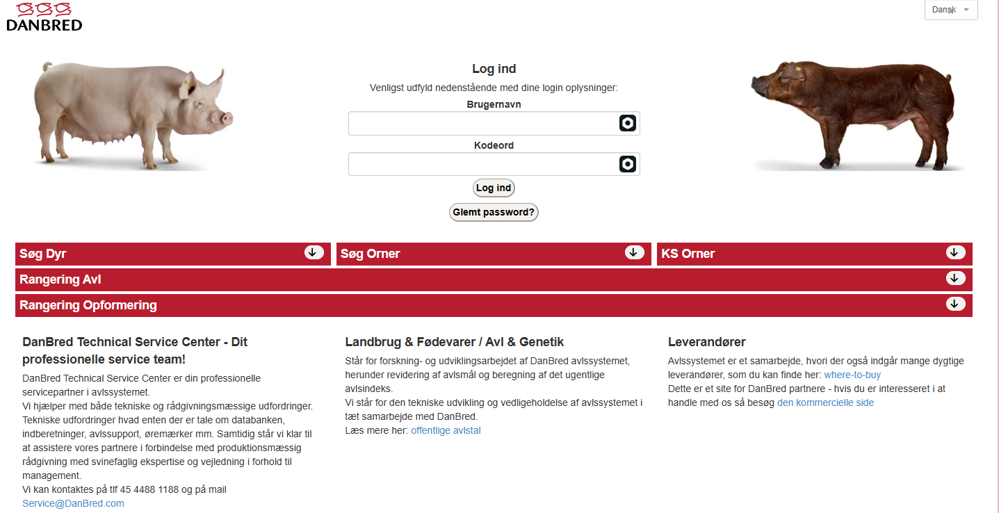 DANBRED
Dansk
Log ind
Venligst udfyld nedenstående med dine login oplysninger:
Brugernavn
Kodeord
Log ind
Glemt password?
Søg Dyr
Søg Orner
KS Orner
Rangering Avl
Rangering Opformering
DanBred Technical Service Center - Dit
professionelle service team!
DanBred Technical Service Center er din professionelle
servicepartner i avlssystemet.
Vi hjælper med både tekniske og rådgivningsmæssige udfordringer.
Tekniske udfordringer hvad enten der er tale om databanken,
indberetninger, avlssupport, øremærker mm. Samtidig står vi klar til
at assistere vores partnere i forbindelse med produktionsmæssig
rådgivning med svinefaglig ekspertise og vejledning i forhold til
management.
Vi kan kontaktes på tlf 45 4488 1188 og på mail
Service@DanBred.com
Landbrug & Fødevarer / Avl & Genetik
Står for forskning- og udviklingsarbejdet af DanBred avlssystemet,
herunder revidering af avlsmål og beregning af det ugentlige
avlsindeks.
Vi står for den tekniske udvikling og vedligeholdelse af avlssystemet i
tæt samarbejde med DanBred.
Læs mere her: offentlige avlstal
Leverandører
Avlssystemet er et samarbejde, hvori der også indgår mange dygtige
leverandører, som du kan finde her: where-to-buy
Dette er et site for DanBred partnere - hvis du er interesseret i at
handle med os så besøg den kommercielle side